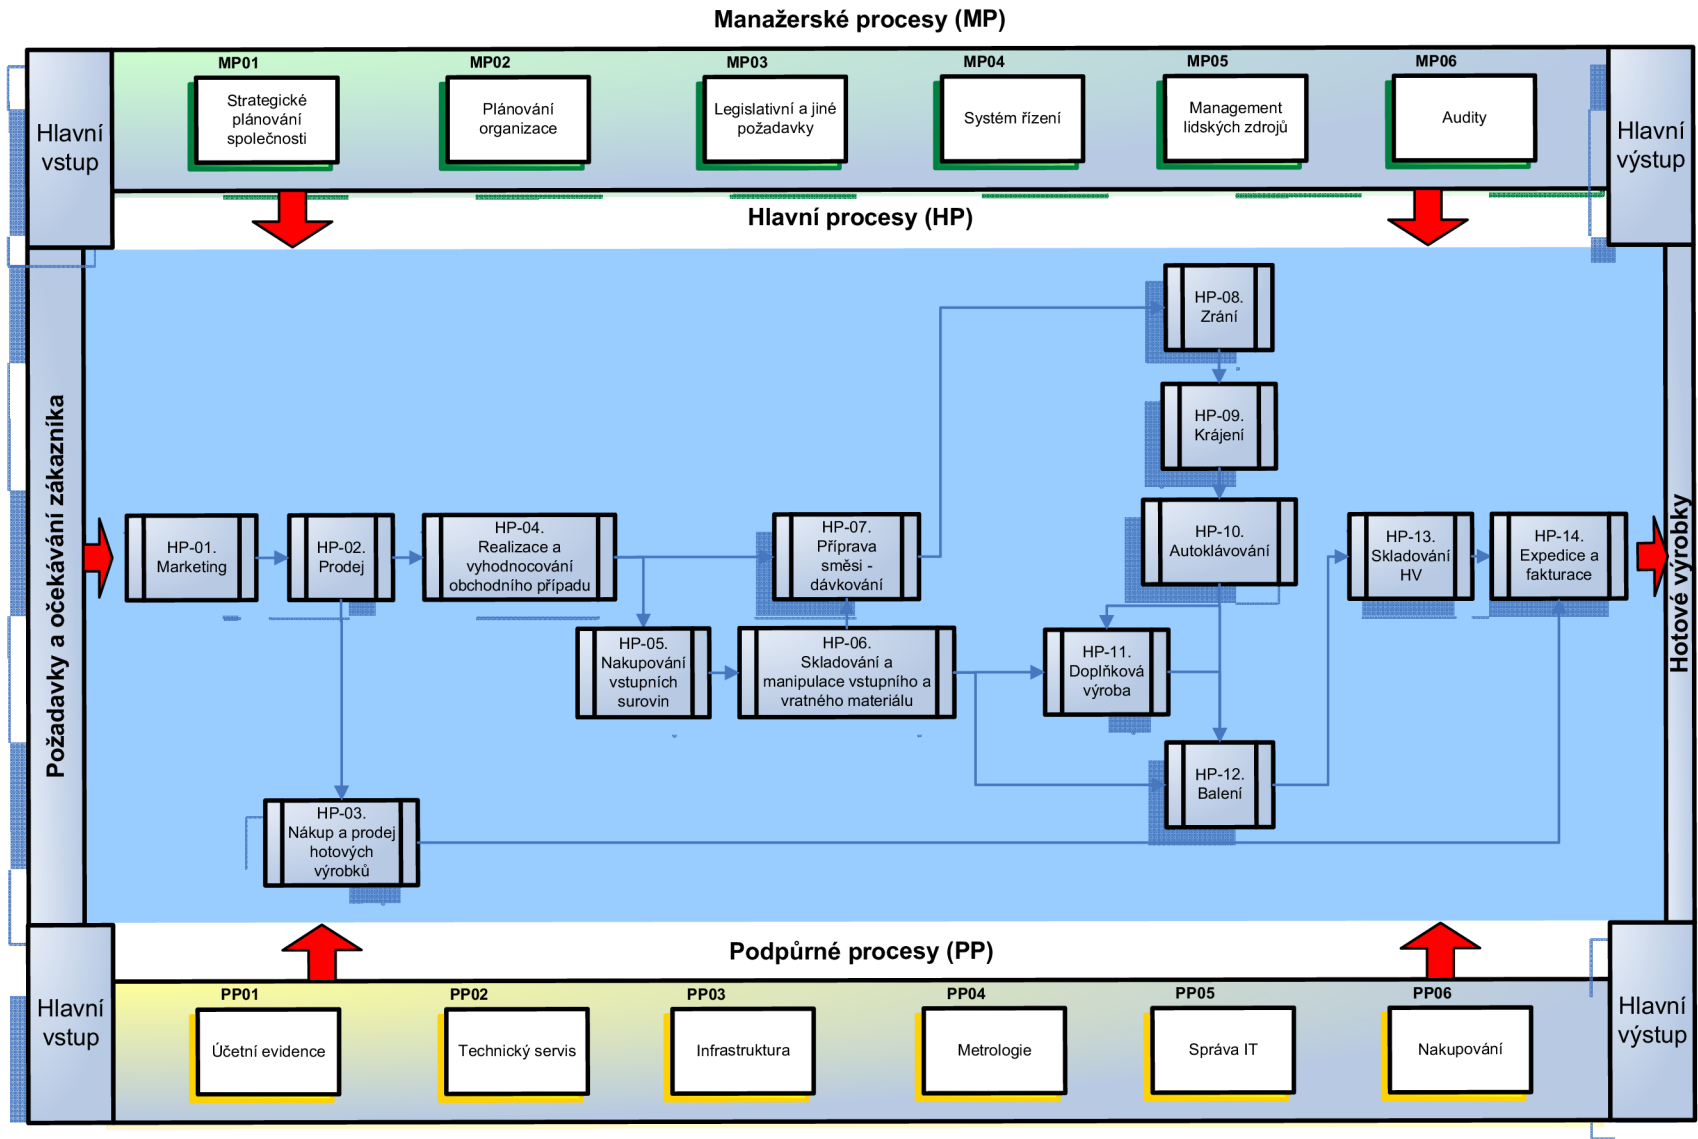 Manažerské procesy (MP)
MP01
MP02
MP03
MP04
MP05
MP06
Hlavní
vstup
Strategické
plánování
společnosti
Plánování
organizace
Legislativní a jiné
požadavky
Systém řízení
Management
lidských zdrojů
Audity
Hlavní
výstup
Hlavní procesy (HP)
Požadavky a očekávání zákazníka
HP-01.
Marketing
HP-02.
Prodej
HP-03.
Nákup a prodej
hotových
výrobků
HP-04.
Realizace a
vyhodnocování
obchodního případu
HP-05.
Nakupování
vstupních
surovin
HP-06.
Skladování a
manipulace vstupního a
vratného materiálu
HP-07.
Příprava
směsi -
dávkování
HP-08.
Zrání
HP-09.
Krájení
HP-10.
Autoklávování
HP-11.
Doplňková
výroba
HP-12.
Balení
HP-13.
Skladování
HV
HP-14.
Expedice a
fakturace
Hotové výrobky
Podpůrné procesy (PP)
PP01
PP02
PP03
PP04
PP05
PP06
Hlavní
vstup
Účetní evidence
Technický servis
Infrastruktura
Metrologie
Správa IT
Nakupování
Hlavní
výstup